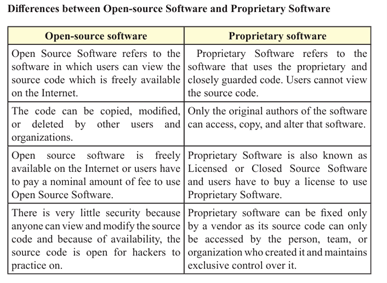 Differences between Open-source Software and Proprietary Software
Open-source software
Proprietary software
Open Source Software refers to the
software in which users can view the
source code which is freely available
on the Internet.
Proprietary Software refers to the
software that uses the proprietary and
closely guarded code. Users cannot view
the source code.
The code can be copied, modified,
or deleted by other users and
organizations.
Only the original authors of the software
can access, copy, and alter that software.
Open source software is freely
available on the Internet or users have
to pay a nominal amount of fee to use
Open Source Software.
Proprietary Software is also known as
Licensed or Closed Source Software
and users have to buy a license to use
Proprietary Software.
There is very little security because
anyone can view and modify the source
code and because of availability, the
source code is open for hackers to
practice on.
Proprietary software can be fixed only
by a vendor as its source code can only
be accessed by the person, team, or
organization who created it and maintains
exclusive control over it.